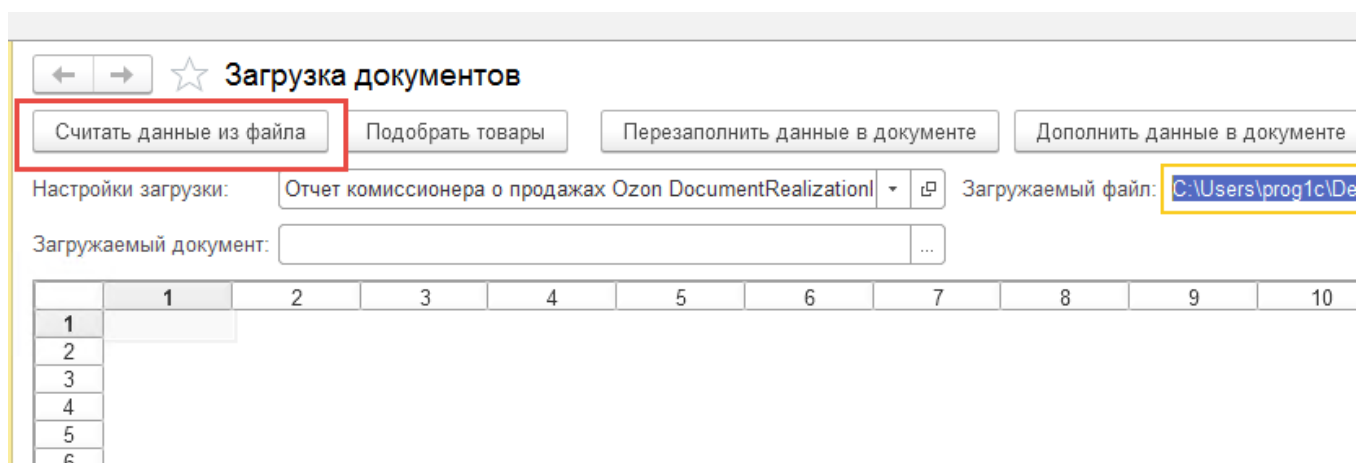 Загрузка документов
Считать данные из файла Подобрать товары Перезаполнить данные в документе Дополнить данные в документе
Настройки загрузки: Отчет комиссионера о продажах Ozon DocumentRealizationI Загружаемый файл: C:\Users\prog1c\De
Загружаемый документ: ...
1 2 3 4 5 6 7 8 9 10
1
2
3
4
5
6